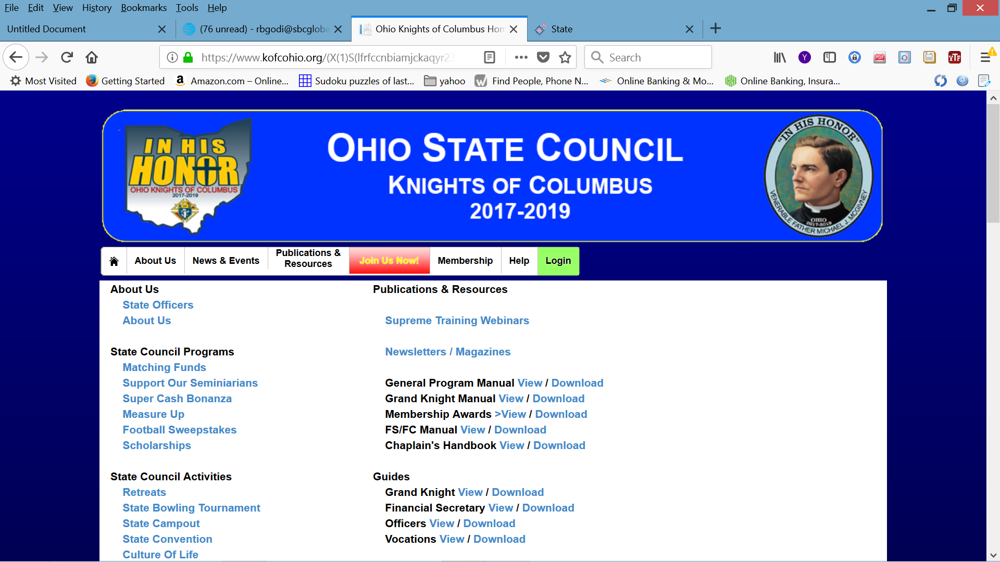 File Edit View History Bookmarks Tools Help
Untitled Document (76 unread) - rbgodi@sbcgloba Ohio Knights of Columbus Hom State
https://www.kofcohio.org/(X(1)S(lfrfccnbiamjckaqyr23 Search
Most Visited Getting Started Amazon.com – Online... Sudoku puzzles of last... yahoo Find People, Phone N... Online Banking & Mo... Online Banking, Insura...
IN HIS
HONOR
OHIO KNIGHTS OF COLUMBUS
2017-2019
OHIO STATE COUNCIL
KNIGHTS OF COLUMBUS
2017-2019
"IN HIS HONOR"
OHIO
2017-2019
VENERABLE FATHER MICHAEL J. MCGIVNEY
About Us News & Events Publications & Resources Join Us Now! Membership Help Login
About Us
State Officers
About Us
State Council Programs
Matching Funds
Support Our Seminiarians
Super Cash Bonanza
Measure Up
Football Sweepstakes
Scholarships
State Council Activities
Retreats
State Bowling Tournament
State Campout
State Convention
Culture Of Life
Publications & Resources
Supreme Training Webinars
Newsletters / Magazines
General Program Manual View / Download
Grand Knight Manual View / Download
Membership Awards >View / Download
FS/FC Manual View / Download
Chaplain's Handbook View / Download
Guides
Grand Knight View / Download
Financial Secretary View / Download
Officers View / Download
Vocations View / Download